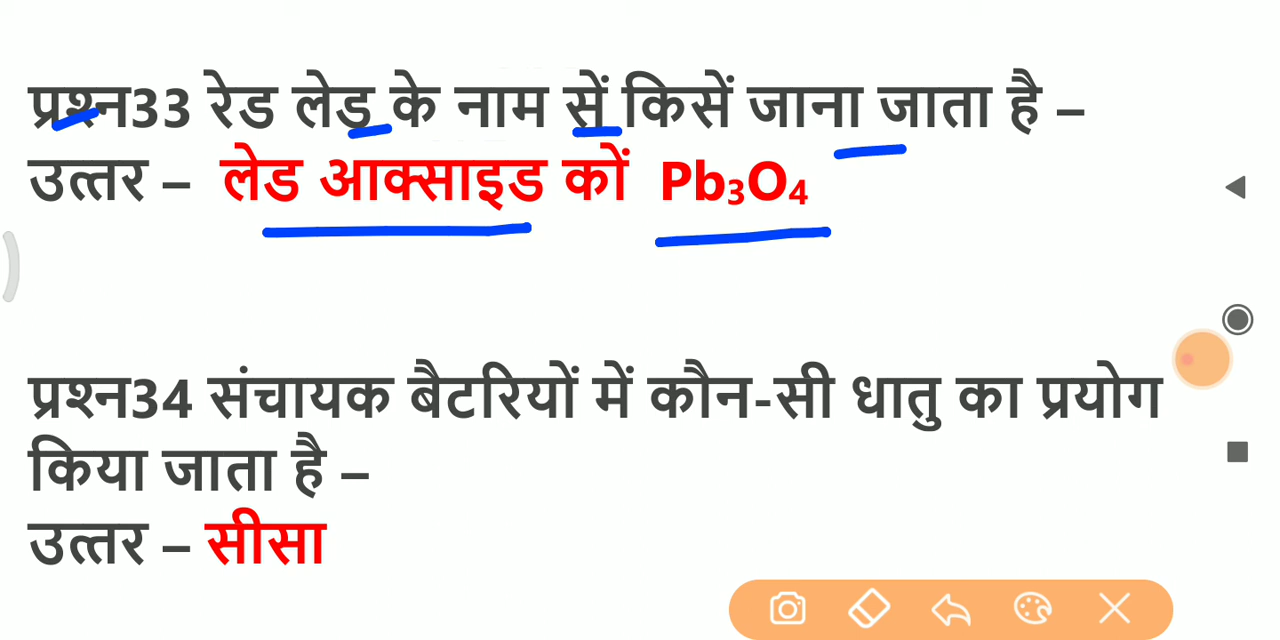 प्रश्न33 रेड लेड के नाम सें किसें जाना जाता है –
उत्तर – लेड आक्साइड कों Pb₃O₄
प्रश्न34 संचायक बैटरियों में कौन-सी धातु का प्रयोग
किया जाता है –
उत्तर – सीसा